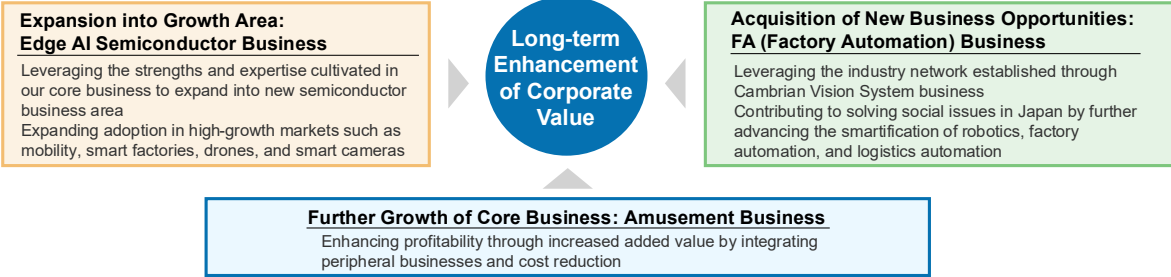 Expansion into Growth Area:
Edge AI Semiconductor Business
Leveraging the strengths and expertise cultivated in
our core business to expand into new semiconductor
business area
Expanding adoption in high-growth markets such as
mobility, smart factories, drones, and smart cameras
Long-term
Enhancement
of Corporate
Value
Acquisition of New Business Opportunities:
FA (Factory Automation) Business
Leveraging the industry network established through
Cambrian Vision System business
Contributing to solving social issues in Japan by further
advancing the smartification of robotics, factory
automation, and logistics automation
Further Growth of Core Business: Amusement Business
Enhancing profitability through increased added value by integrating
peripheral businesses and cost reduction